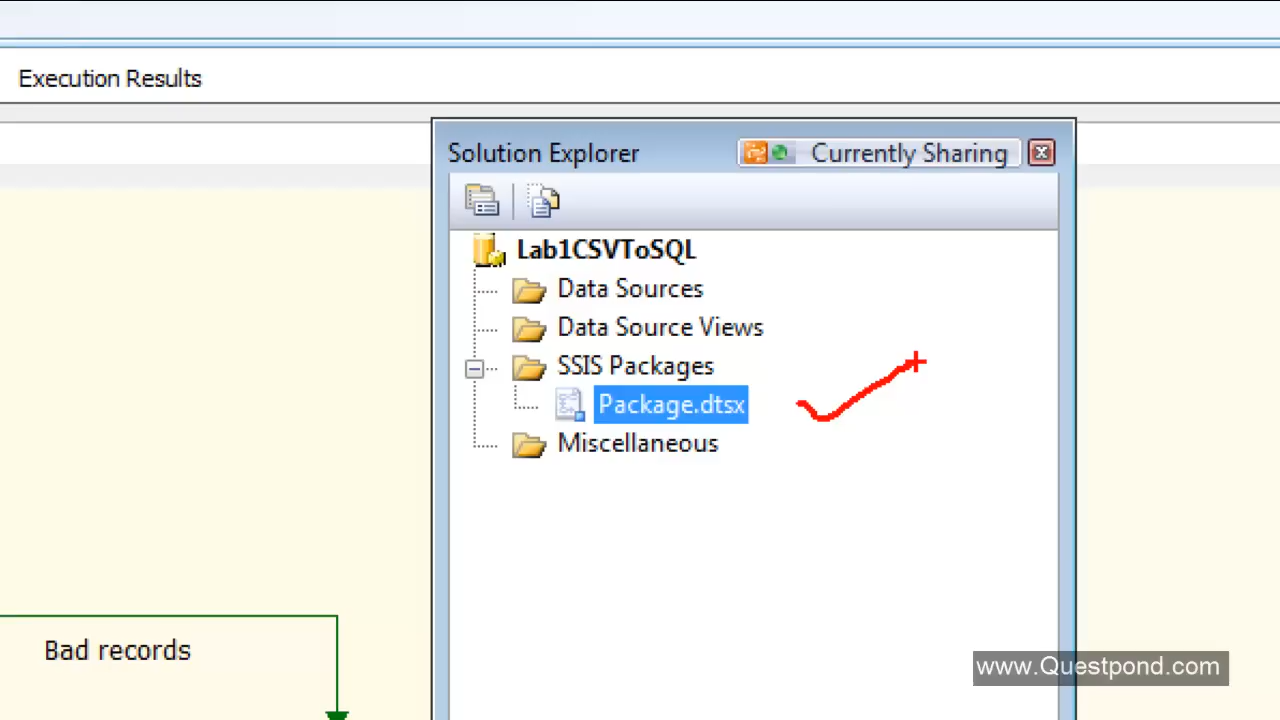 Execution Results
Solution Explorer
Currently Sharing
Lab1CSVToSQL
Data Sources
Data Source Views
SSIS Packages
Package.dtsx
Miscellaneous
Bad records
www.Questpond.com